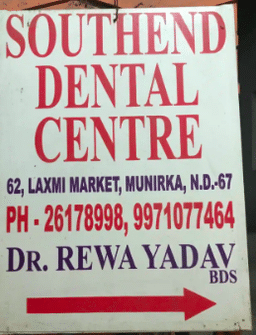 SOUTHEND
DENTAL
CENTRE
62, LAXMI MARKET, MUNIRKA, N.D.-67
PH - 26178998, 9971077464
DR. REWA YADAV
BDS